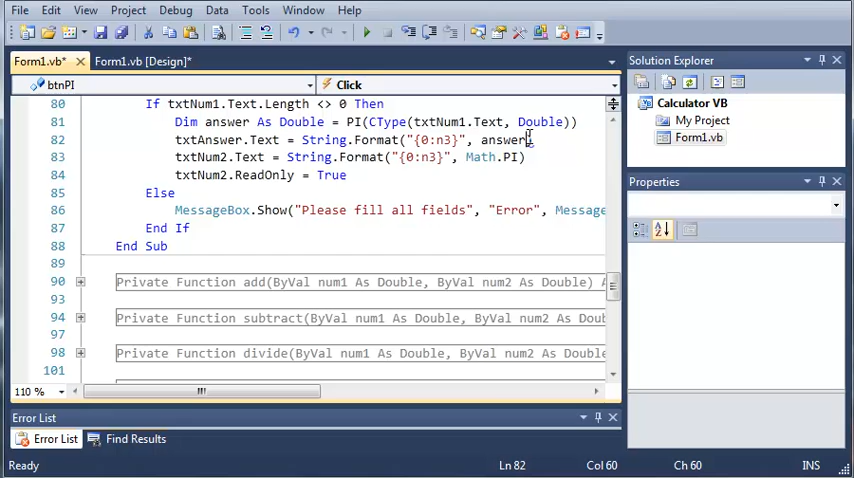 File Edit View Project Debug Data Tools Window Help
Form1.vb* Form1.vb [Design]*
btnPI Click
80 If txtNum1.Text.Length <> 0 Then
81 Dim answer As Double = PI(CType(txtNum1.Text, Double))
82 txtAnswer.Text = String.Format("{0:n3}", answer
83 txtNum2.Text = String.Format("{0:n3}", Math.PI)
84 txtNum2.ReadOnly = True
85 Else
86 MessageBox.Show("Please fill all fields", "Error", Message
87 End If
88 End Sub
89
90 Private Function add(ByVal num1 As Double, ByVal num2 As Double) A
93
94 Private Function subtract(ByVal num1 As Double, ByVal num2 As Doub
97
98 Private Function divide(ByVal num1 As Double, ByVal num2 As Double
101
110 %
Solution Explorer
Calculator VB
My Project
Form1.vb
Properties
Error List
Error List Find Results
Ready Ln 82 Col 60 Ch 60 INS